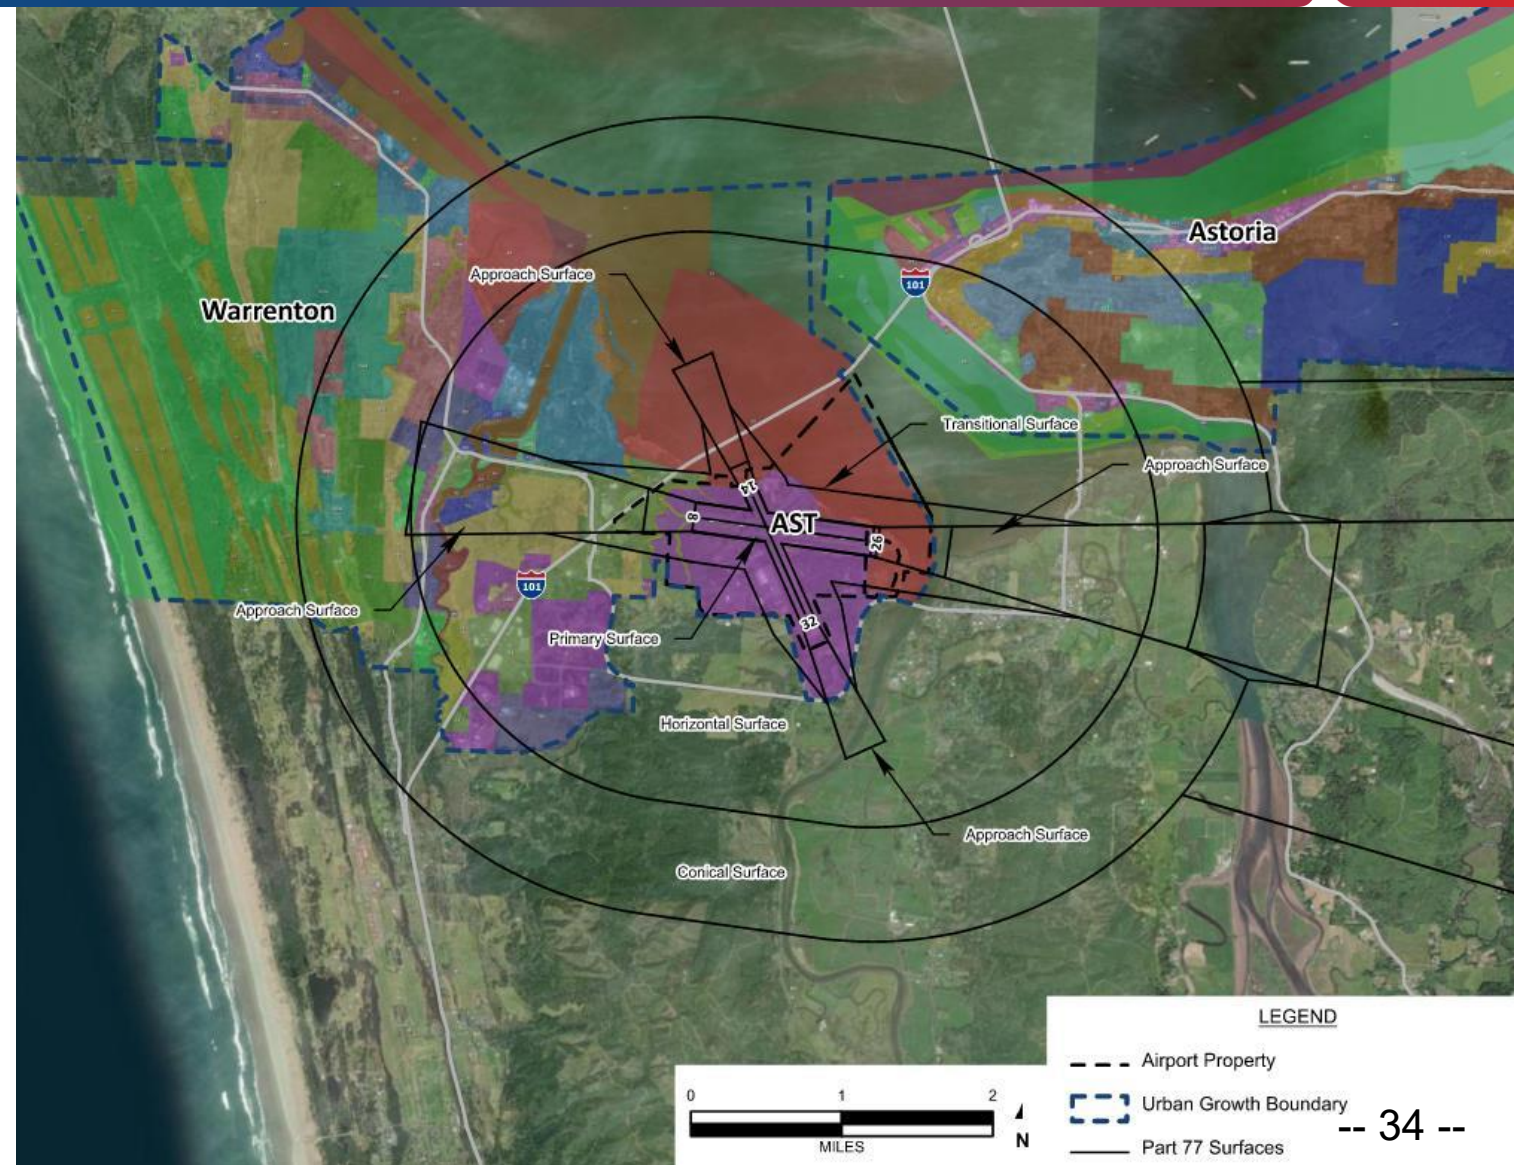 Astoria
Approach Surface
101
Warrenton
Transitional Surface
Approach Surface
14
8
AST
26
101
Approach Surface
32
Primary Surface
Horizontal Surface
Approach Surface
Conical Surface
LEGEND
Airport Property
Urban Growth Boundary
Part 77 Surfaces
0 1 2
MILES
N
-- 34 --